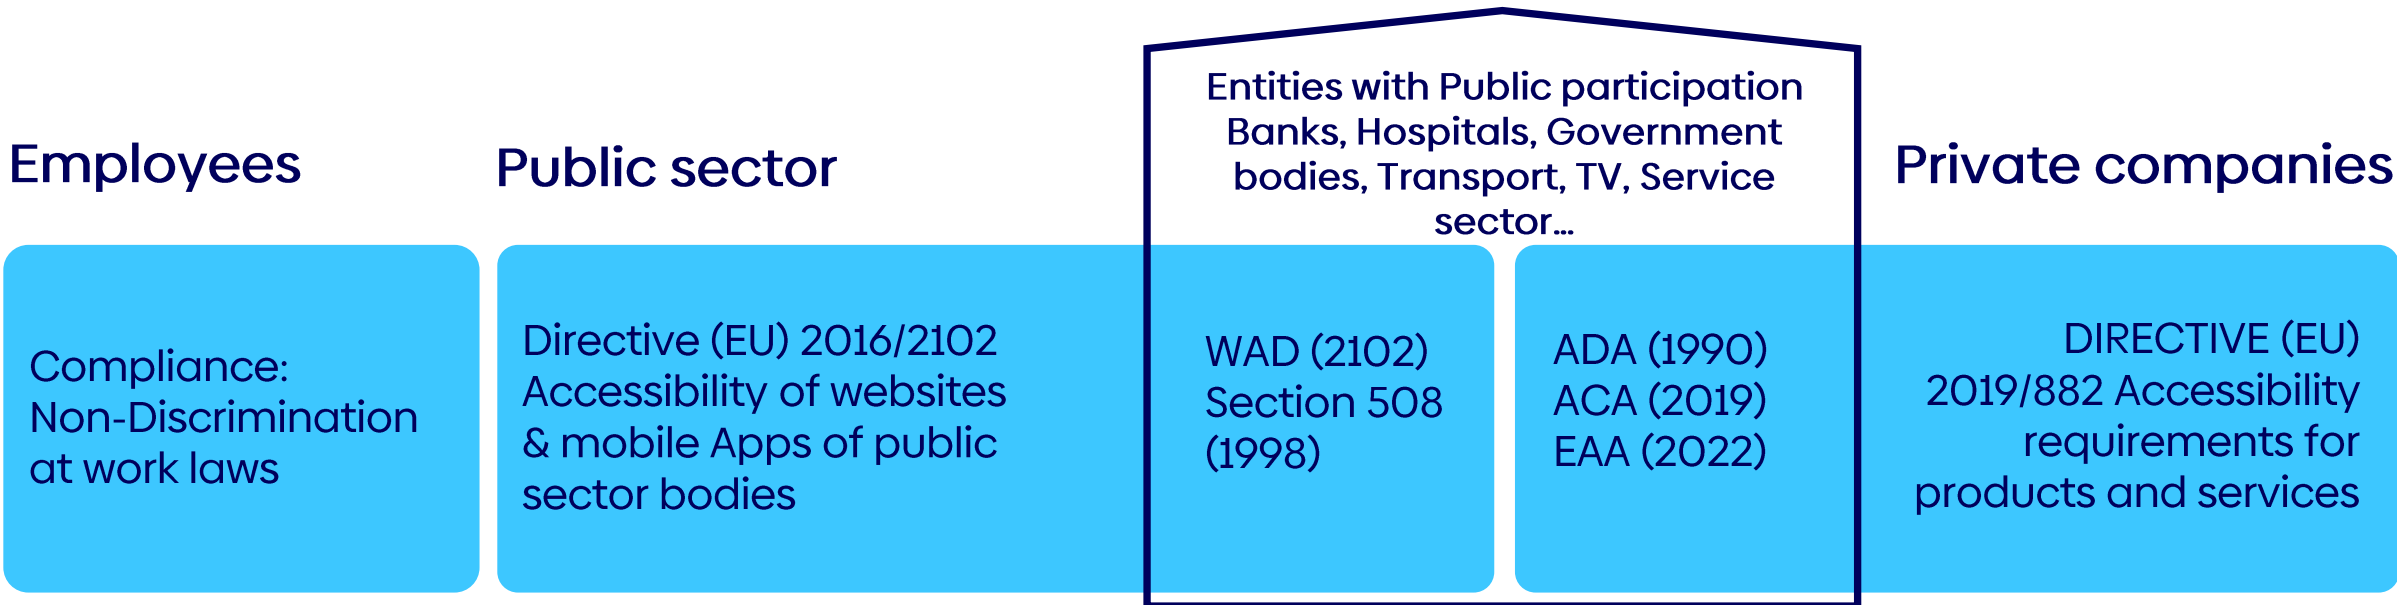 Employees
Compliance:
Non-Discrimination
at work laws
Public sector
Directive (EU) 2016/2102
Accessibility of websites
& mobile Apps of public
sector bodies
Entities with Public participation
Banks, Hospitals, Government
bodies, Transport, TV, Service
sector...
WAD (2102)
Section 508
(1998)
ADA (1990)
ACA (2019)
EAA (2022)
Private companies
DIRECTIVE (EU)
2019/882 Accessibility
requirements for
products and services